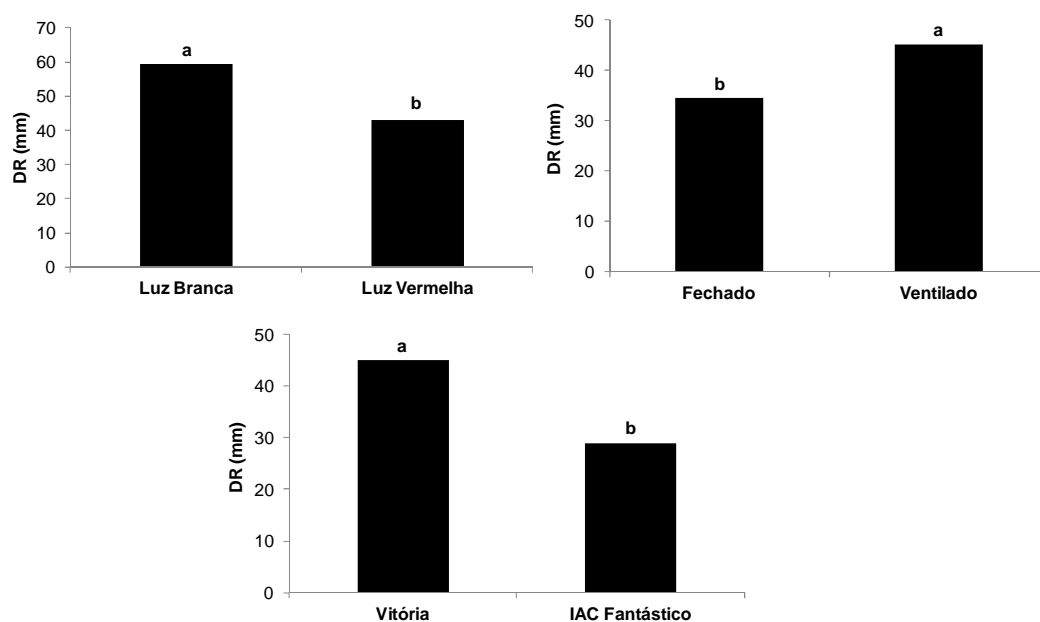 DR (mm)
70
60
50
40
30
20
10
0
a
b
Luz Branca
Luz Vermelha
DR (mm)
50
40
30
20
10
0
b
a
Fechado
Ventilado
DR (mm)
50
40
30
20
10
0
a
b
Vitória
IAC Fantástico